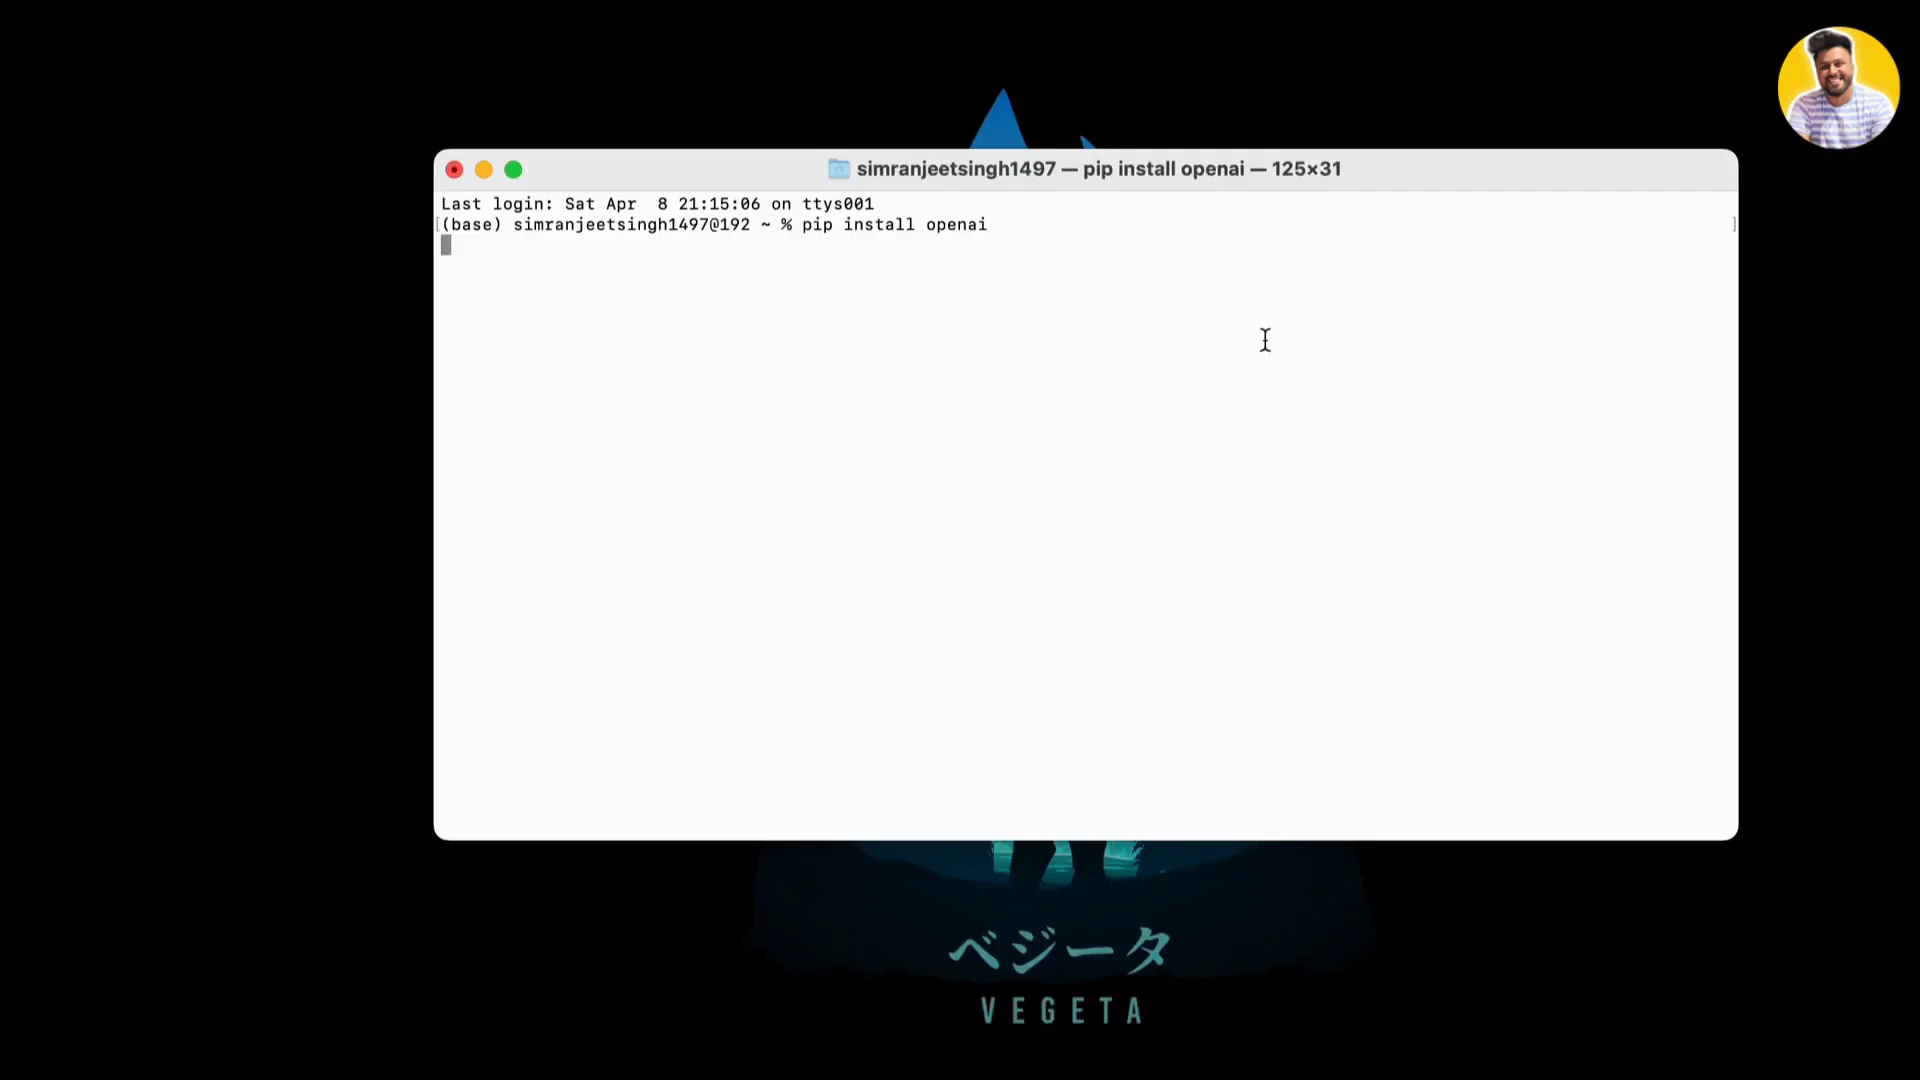 simranjeetsingh1497 — pip install openai — 125×31
Last login: Sat Apr  8 21:15:06 on ttys001
[(base) simranjeetsingh1497@192 ~ % pip install openai ]
ベジータ
VEGETA